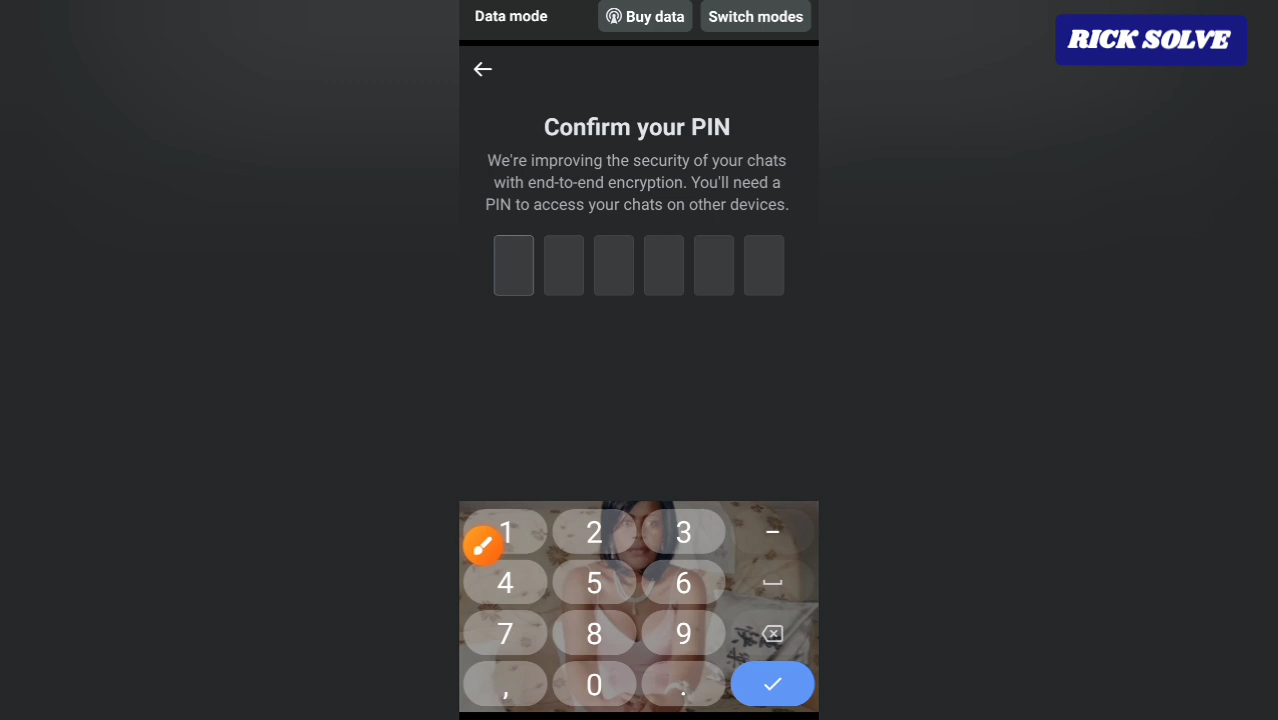 Data mode Buy data Switch modes
RICK SOLVE
Confirm your PIN
We're improving the security of your chats
with end-to-end encryption. You'll need a
PIN to access your chats on other devices.
1 2 3 –
4 5 6
7 8 9
, 0 .